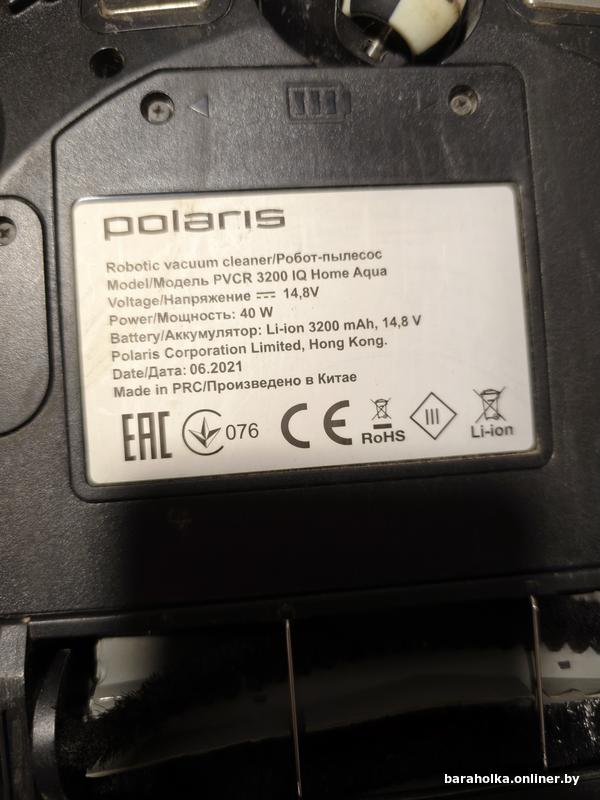 polaris
Robotic vacuum cleaner/Робот-пылесос
Model/Модель PVCR 3200 IQ Home Aqua
Voltage/Напряжение 14,8V
Power/Мощность: 40 W
Battery/Аккумулятор: Li-ion 3200 mAh, 14,8 V
Polaris Corporation Limited, Hong Kong.
Date/Дата: 06.2021
Made in PRC/Произведено в Китае
EAC 076 CE RoHS III Li-ion
baraholka.onliner.by